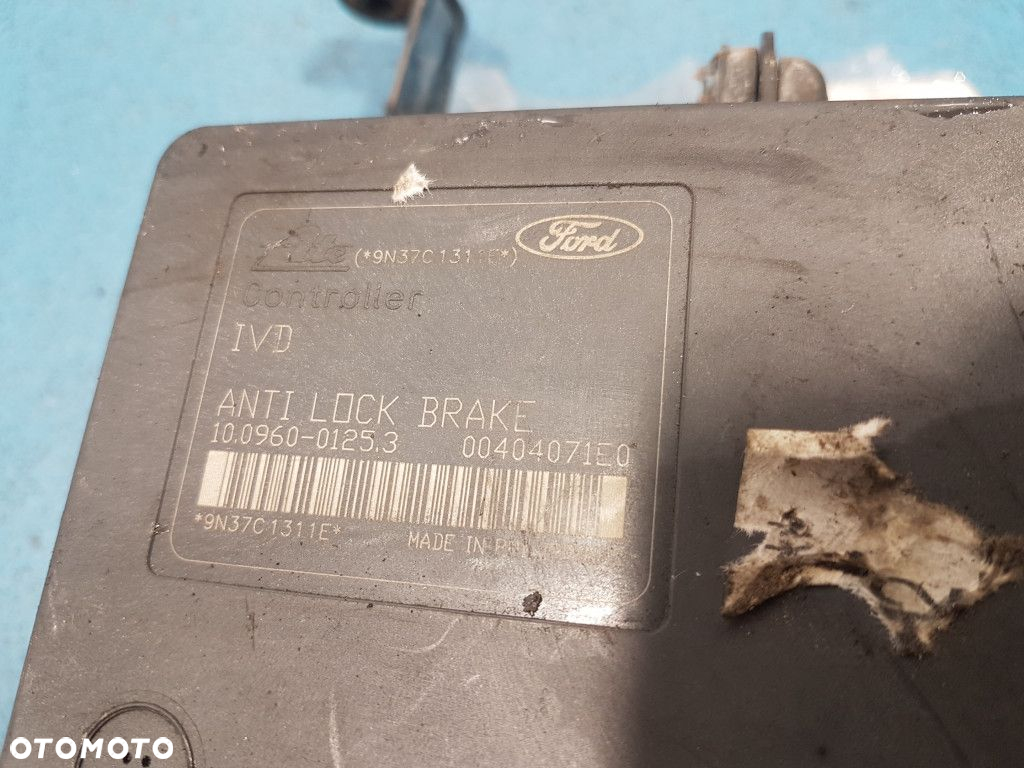 Ate (*9N37C1311E*) Ford
Controller
IVD
ANTI LOCK BRAKE
10.0960-0125.3 00404071E0
*9N37C1311E*
MADE IN
OTOMOTO